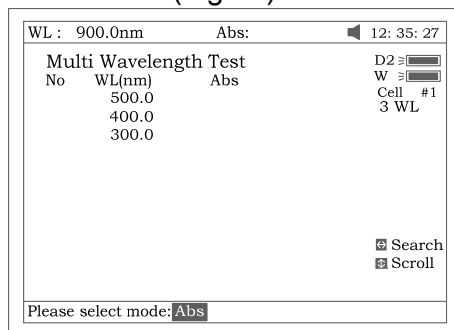 WL : 900.0nm Abs: 12: 35: 27
Multi Wavelength Test
No WL(nm) Abs
500.0
400.0
300.0
D2
W
Cell #1
3 WL
Search
Scroll
Please select mode: Abs